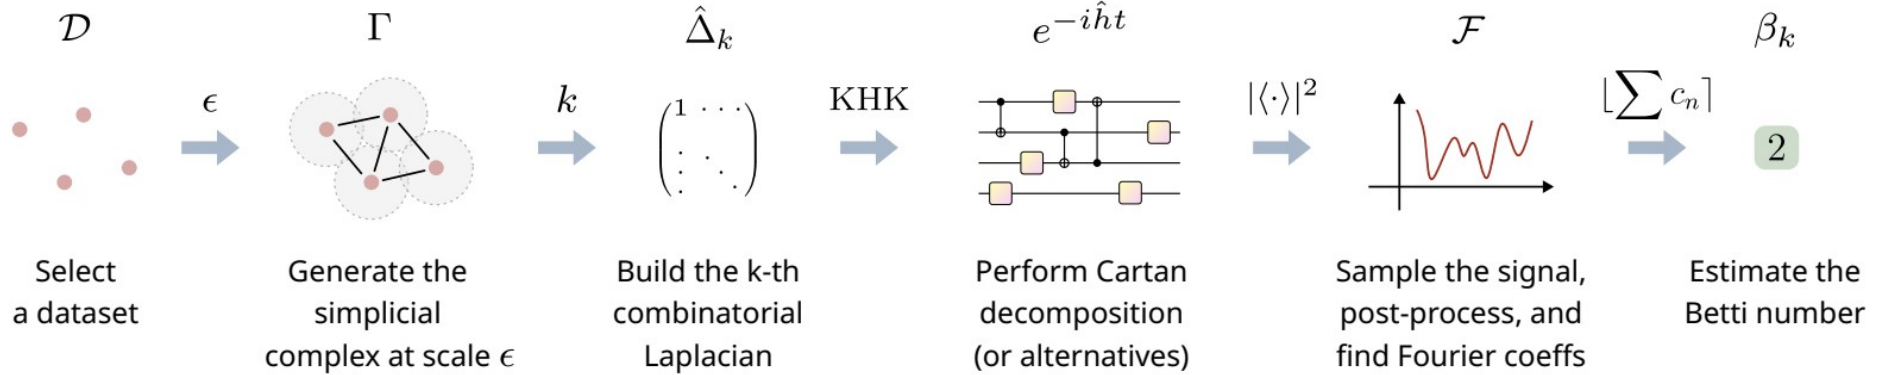 𝒟 Γ Δ̂ₖ e^{-iĥt} ℱ βₖ
ϵ k KHK |⟨·⟩|² ⌊∑ cₙ⌉
1 · · ·
2
Select
a dataset
Generate the
simplicial
complex at scale ϵ
Build the k-th
combinatorial
Laplacian
Perform Cartan
decomposition
(or alternatives)
Sample the signal,
post-process, and
find Fourier coeffs
Estimate the
Betti number